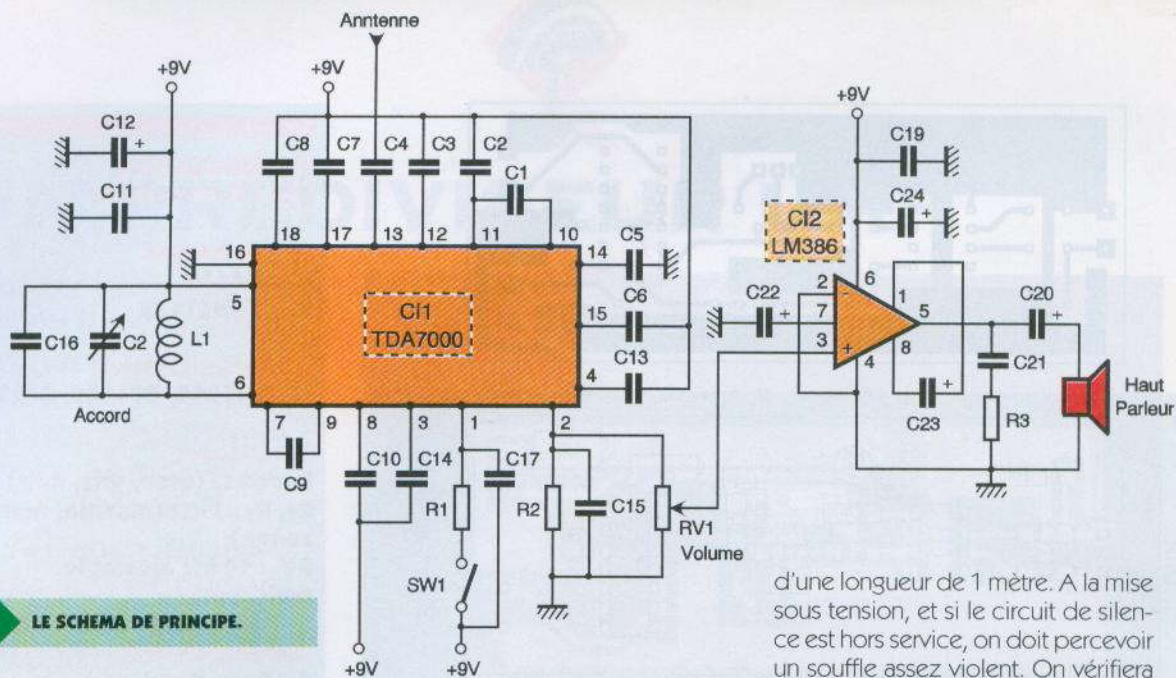 Anntenne
+9V
+9V
+9V
C12
+
C11
C8
C7
C4
C3
C2
C1
18
17
13
12
11
10
16
5
6
14
15
4
C5
C6
C13
CI1
TDA7000
C16
C2
L1
Accord
7
9
8
3
1
2
C9
C10
C14
R1
C17
R2
C15
RV1
Volume
SW1
+9V
+9V
C19
C24
+
CI2
LM386
C22
+
2
7
3
-
+
6
1
5
8
4
C23
+
C20
+
C21
R3
Haut
Parleur
LE SCHEMA DE PRINCIPE.
d'une longueur de 1 mètre. A la mise
sous tension, et si le circuit de silen-
ce est hors service, on doit percevoir
un souffle assez violent. On vérifiera